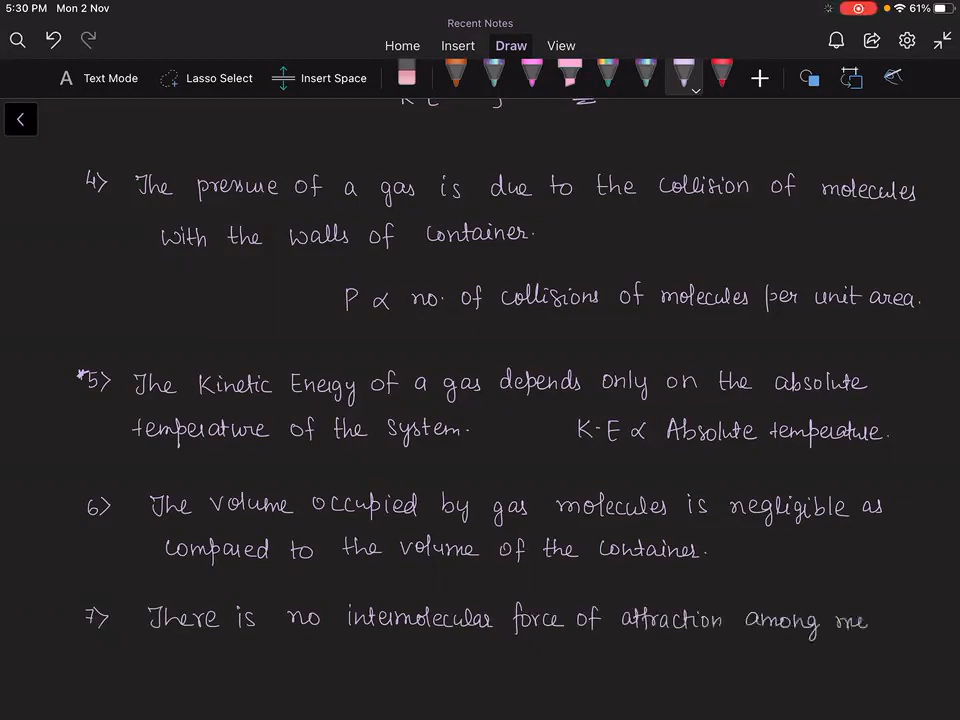 5:30 PM Mon 2 Nov
61%
Recent Notes
Home Insert Draw View
Text Mode Lasso Select Insert Space
4> The pressure of a gas is due to the collision of molecules
with the walls of container.
P ∝ no. of collisions of molecules per unit area.
*5> The Kinetic Energy of a gas depends only on the absolute
temperature of the system. K-E ∝ Absolute temperature.
6> The volume occupied by gas molecules is negligible as
compared to the volume of the container.
7> There is no intermolecular force of attraction among me